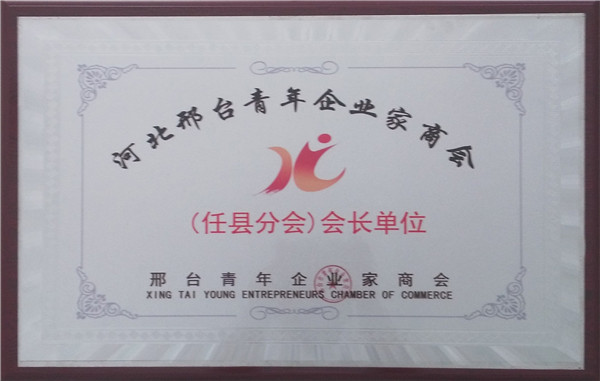 河北邢台青年企业家商会
(任县分会)会长单位
邢台青年企业家商会
XING TAI YOUNG ENTREPRENEURS CHAMBER OF COMMERCE